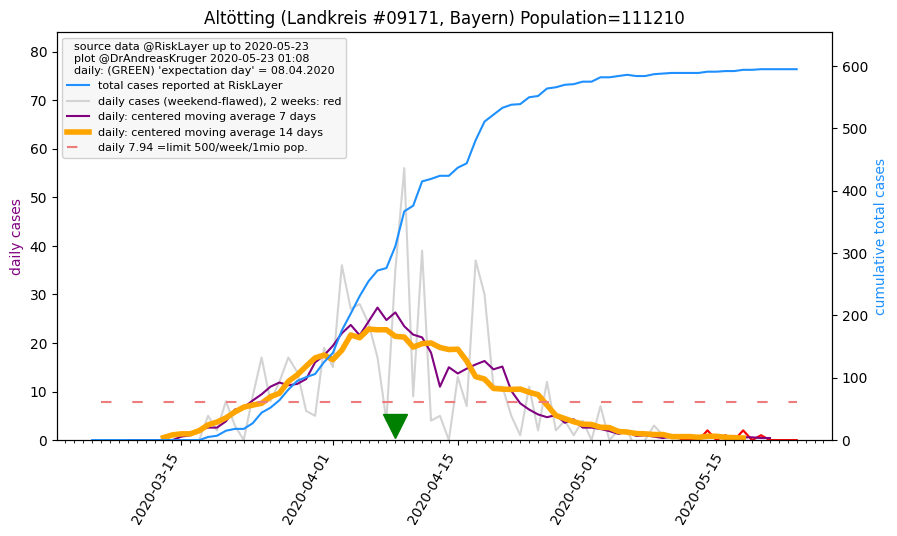 Altötting (Landkreis #09171, Bayern) Population=111210
source data @RiskLayer up to 2020-05-23
plot @DrAndreasKruger 2020-05-23 01:08
daily: (GREEN) 'expectation day' = 08.04.2020
total cases reported at RiskLayer
daily cases (weekend-flawed), 2 weeks: red
daily: centered moving average 7 days
daily: centered moving average 14 days
daily 7.94 =limit 500/week/1mio pop.
daily cases
80
70
60
50
40
30
20
10
0
cumulative total cases
600
500
400
300
200
100
0
2020-03-15
2020-04-01
2020-04-15
2020-05-01
2020-05-15